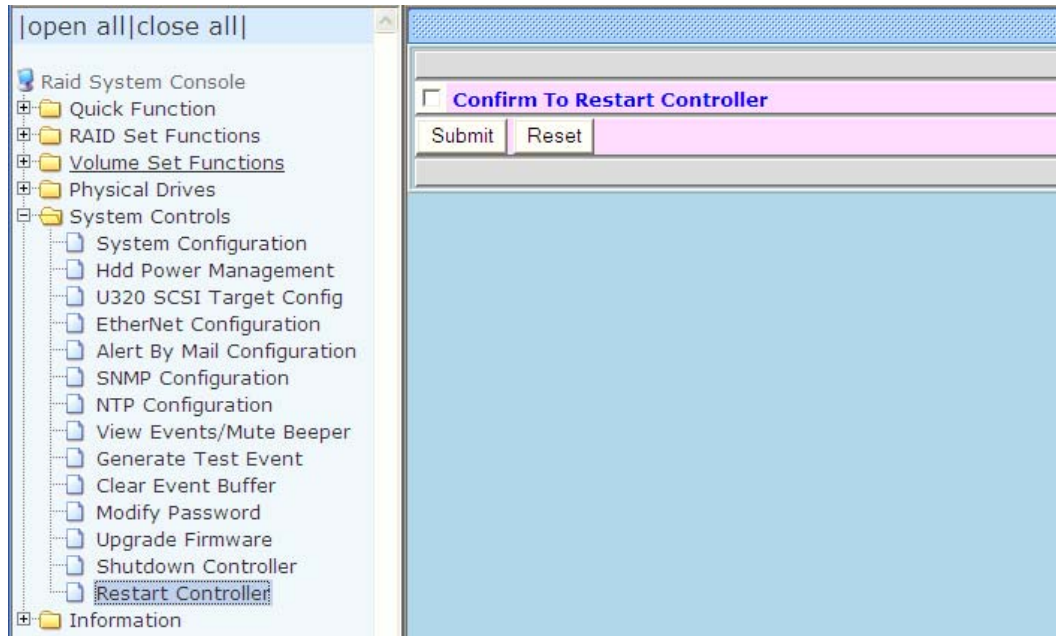 |open all|close all|
Raid System Console
Quick Function
RAID Set Functions
Volume Set Functions
Physical Drives
System Controls
System Configuration
Hdd Power Management
U320 SCSI Target Config
EtherNet Configuration
Alert By Mail Configuration
SNMP Configuration
NTP Configuration
View Events/Mute Beeper
Generate Test Event
Clear Event Buffer
Modify Password
Upgrade Firmware
Shutdown Controller
Restart Controller
Information
Confirm To Restart Controller
Submit Reset